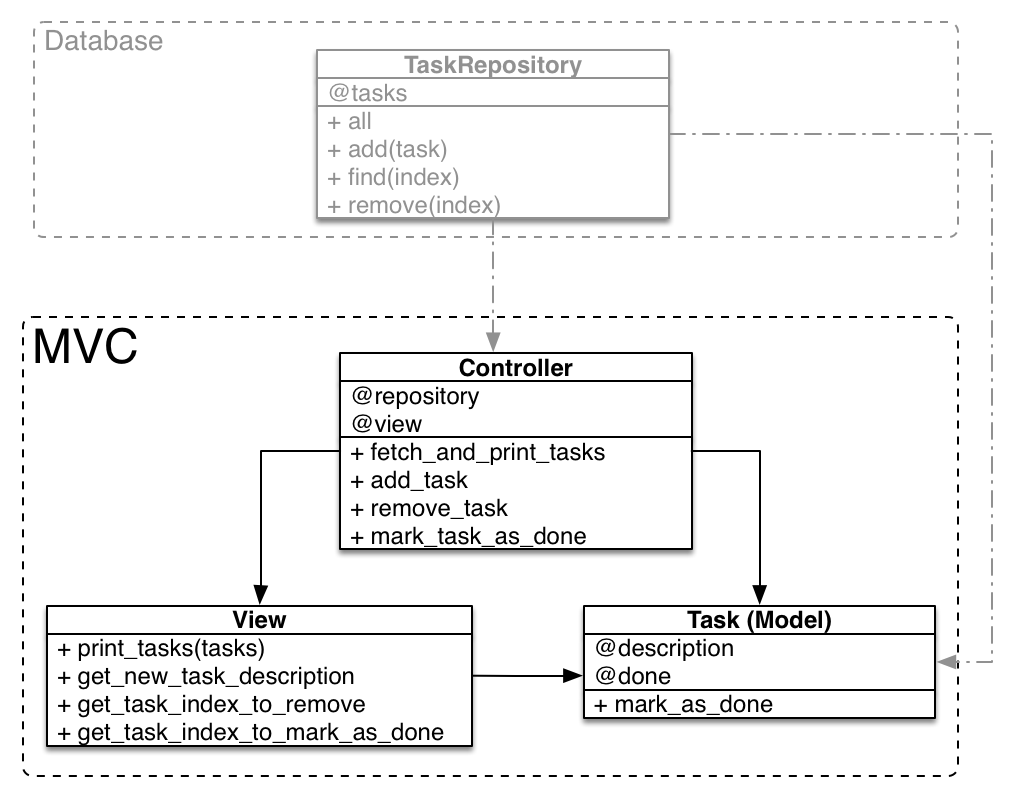 Database
TaskRepository
@tasks
+ all
+ add(task)
+ find(index)
+ remove(index)
MVC
Controller
@repository
@view
+ fetch_and_print_tasks
+ add_task
+ remove_task
+ mark_task_as_done
View
+ print_tasks(tasks)
+ get_new_task_description
+ get_task_index_to_remove
+ get_task_index_to_mark_as_done
Task (Model)
@description
@done
+ mark_as_done